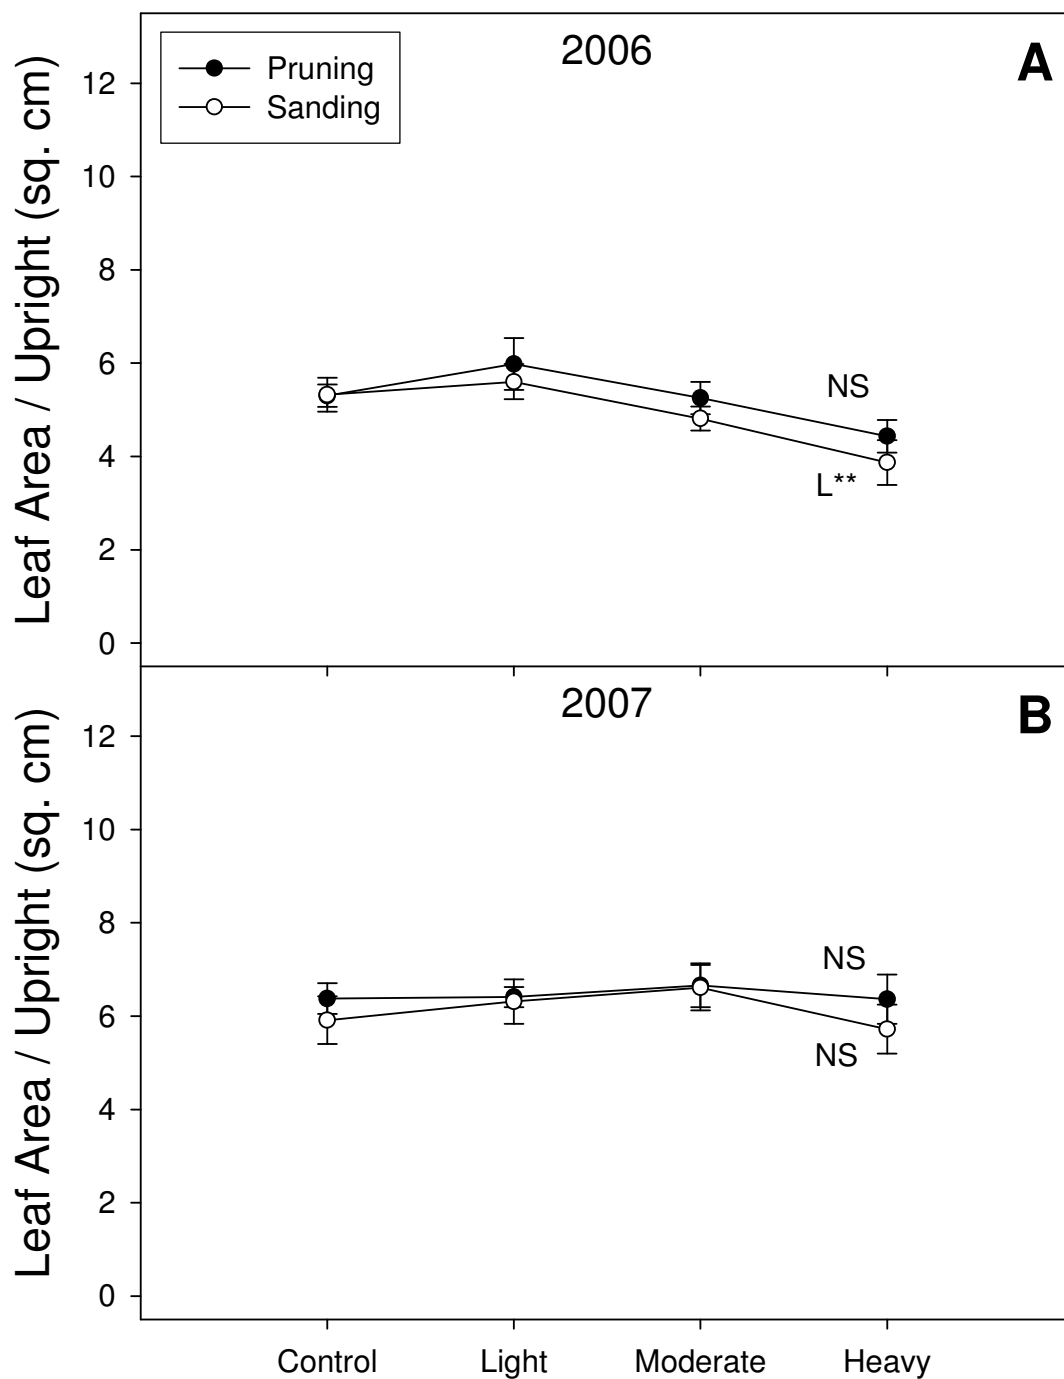 2006
A
Pruning
Sanding
Leaf Area / Upright (sq. cm)
12
10
8
6
4
2
0
NS
L**
2007
B
Leaf Area / Upright (sq. cm)
12
10
8
6
4
2
0
NS
NS
Control Light Moderate Heavy